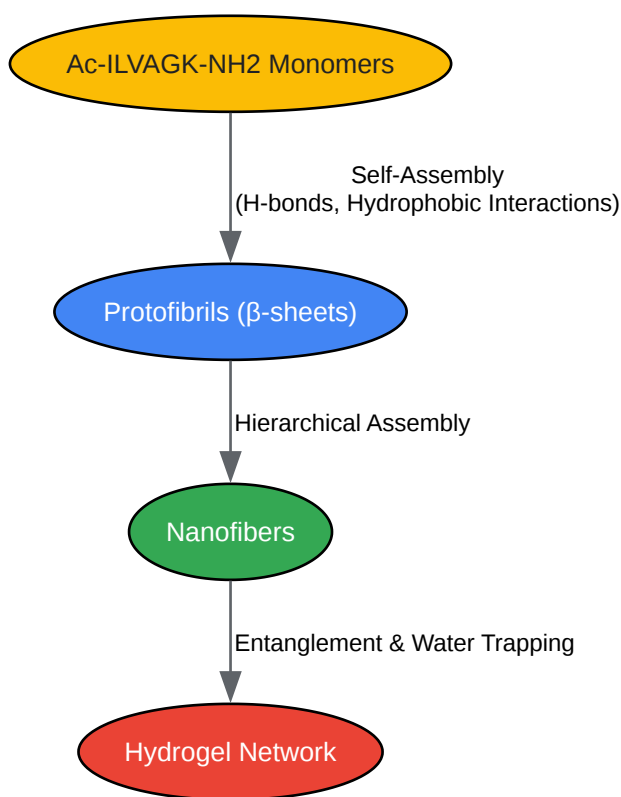 Ac-ILVAGK-NH2 Monomers
Self-Assembly
(H-bonds, Hydrophobic Interactions)
Protofibrils (β-sheets)
Hierarchical Assembly
Nanofibers
Entanglement & Water Trapping
Hydrogel Network